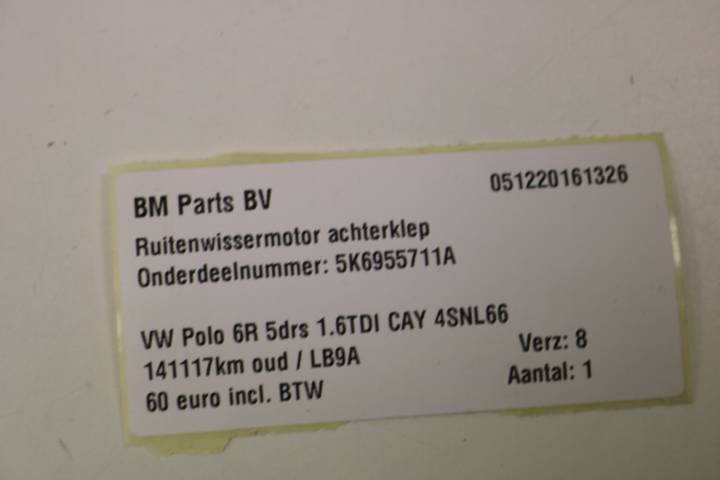 BM Parts BV 051220161326
Ruitenwissermotor achterklep
Onderdeelnummer: 5K6955711A
VW Polo 6R 5drs 1.6TDI CAY 4SNL66
141117km oud / LB9A Verz: 8
60 euro incl. BTW Aantal: 1